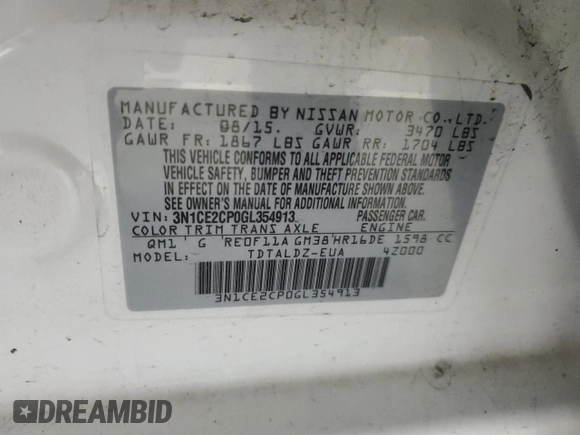 MANUFACTURED BY NISSAN MOTOR CO.,LTD.
DATE: 08/15. GVWR: 3470 LBS
GAWR FR: 1867 LBS GAWR RR: 1704 LBS
THIS VEHICLE CONFORMS TO ALL APPLICABLE FEDERAL MOTOR
VEHICLE SAFETY, BUMPER AND THEFT PREVENTION STANDARDS
IN EFFECT ON THE DATE OF MANUFACTURE SHOWN ABOVE.
SEE OWNER'S MANUAL FOR ADDITIONAL INFORMATION.
VIN: 3N1CE2CP0GL354913 PASSENGER CAR
COLOR TRIM TRANS AXLE ENGINE
QM1 G RE0F11A GM38 HR16DE 1598 CC
MODEL: TDTALDZ-EUA 42000
3N1CE2CP0GL354913
DREAMBID